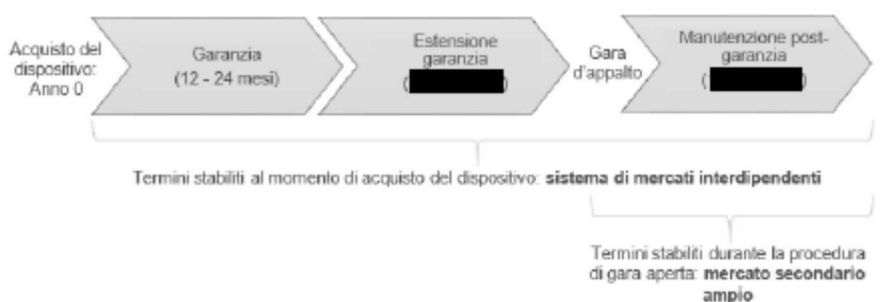 Acquisto del
dispositivo:
Anno 0
Garanzia
(12 - 24 mesi)
Estensione
garanzia
( )
Gara
d'appalto
Manutenzione post-
garanzia
( )
Termini stabiliti al momento di acquisto del dispositivo: sistema di mercati interdipendenti
Termini stabiliti durante la procedura
di gara aperta: mercato secondario
ampio